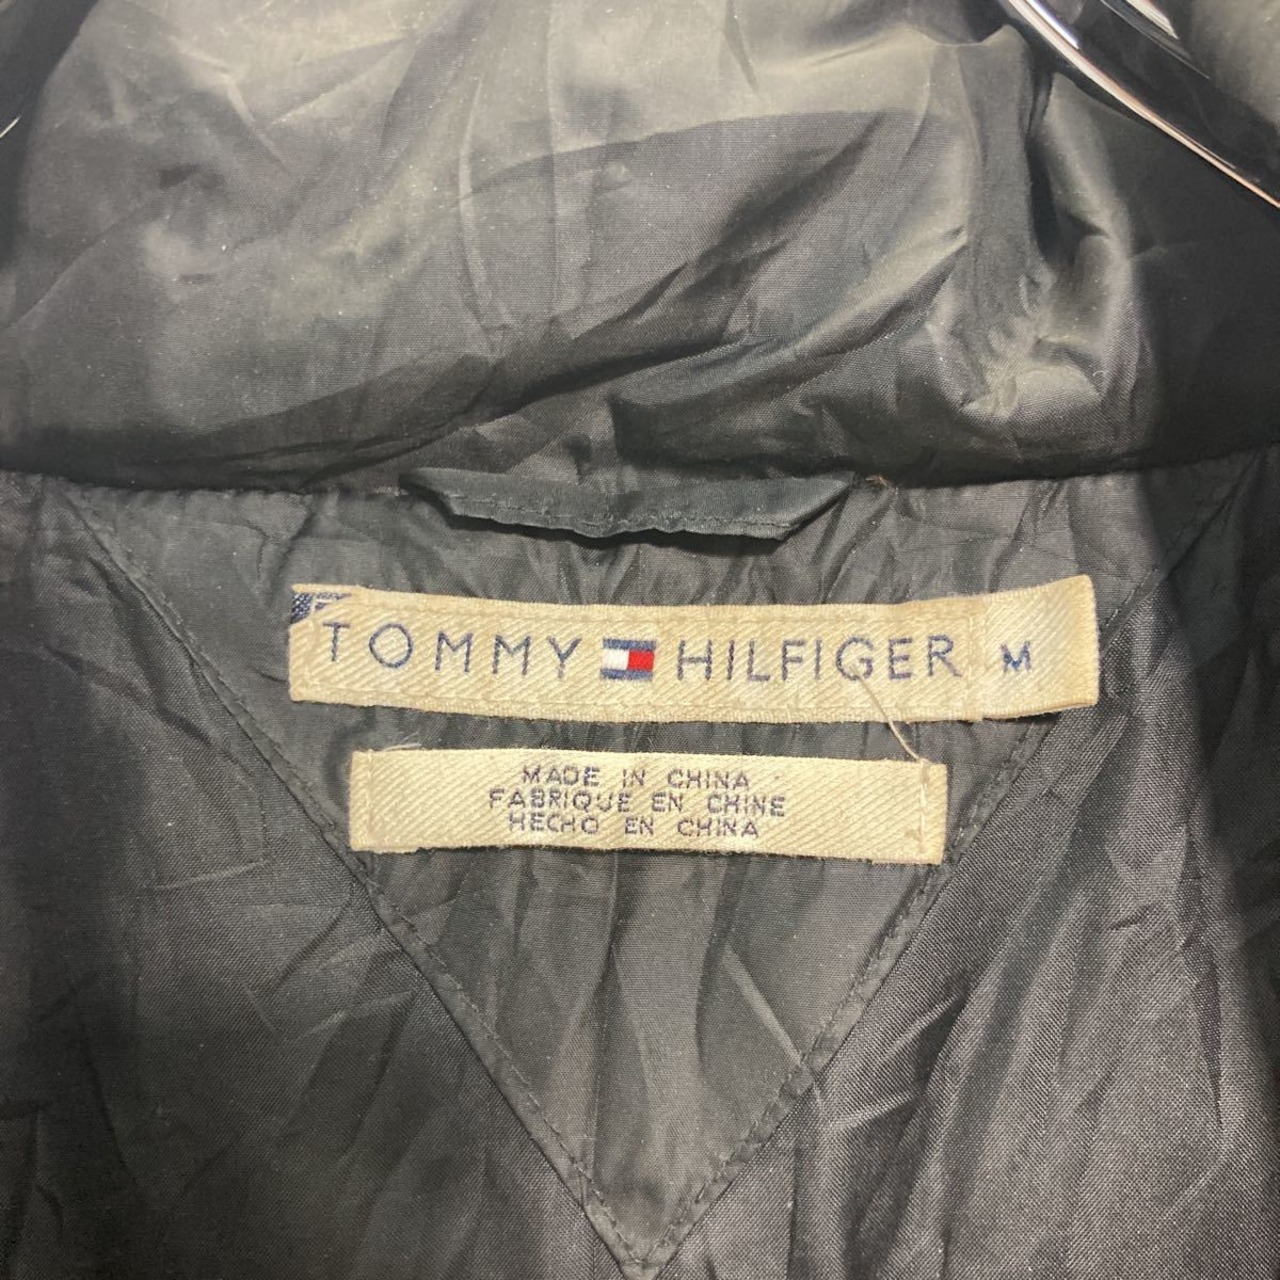 TOMMY HILFIGER M
MADE IN CHINA
FABRIQUE EN CHINE
HECHO EN CHINA